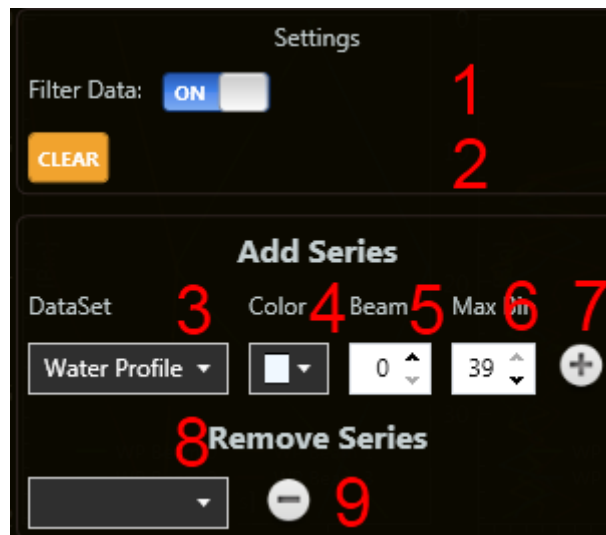 Settings
Filter Data: ON 1
CLEAR 2
Add Series
DataSet 3 Color 4 Beam 5 Max 6 7
Water Profile 0 39
8 Remove Series
9